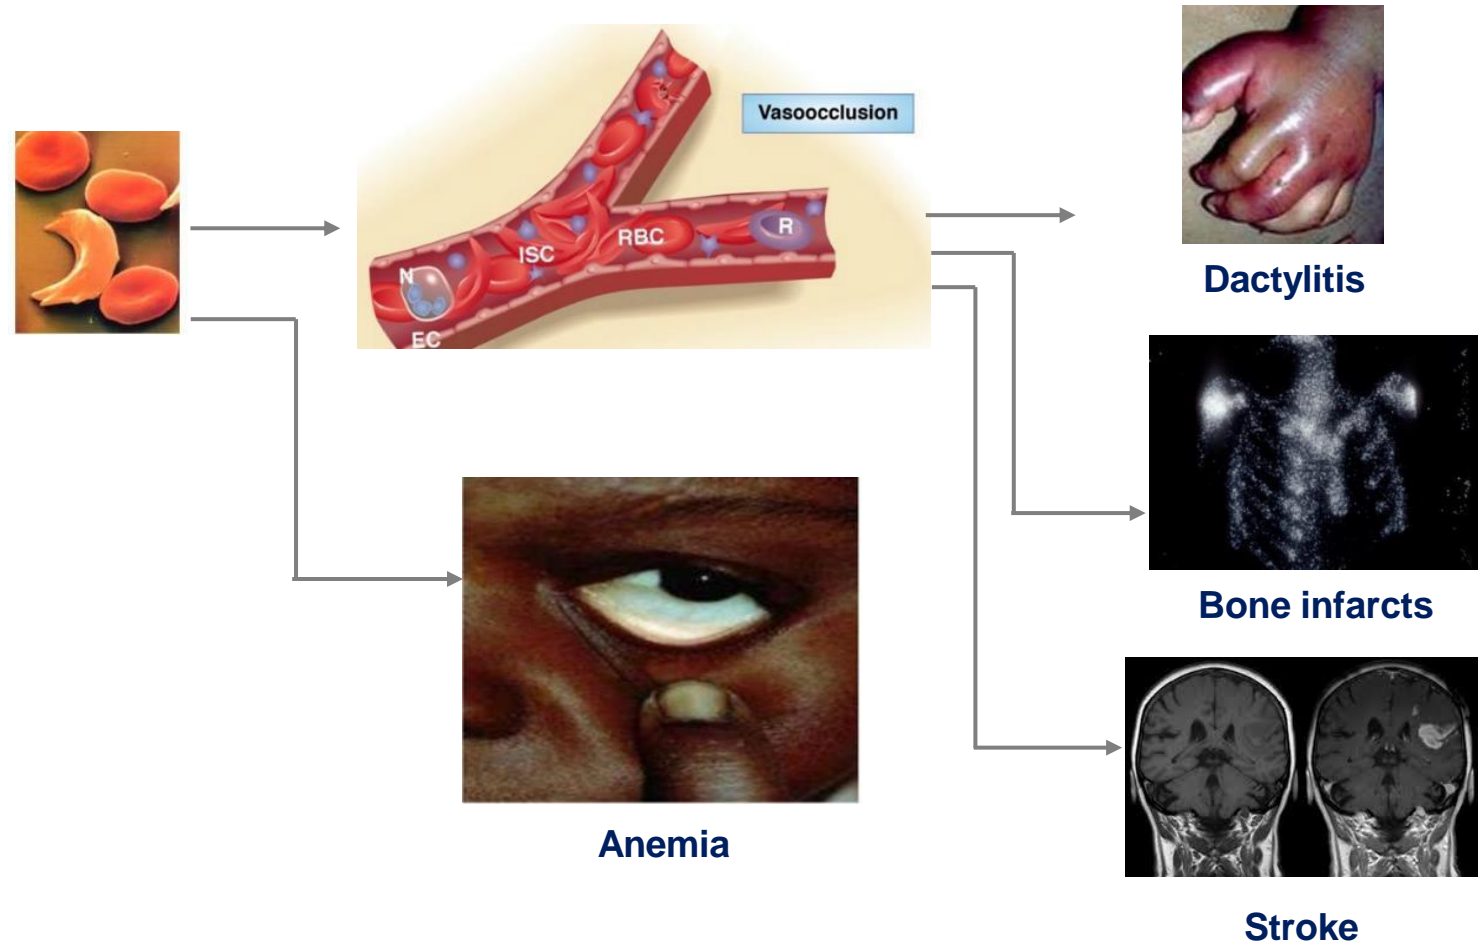 Vasoocclusion
R
RBC
ISC
N
EC
Dactylitis
Bone infarcts
Anemia
Stroke